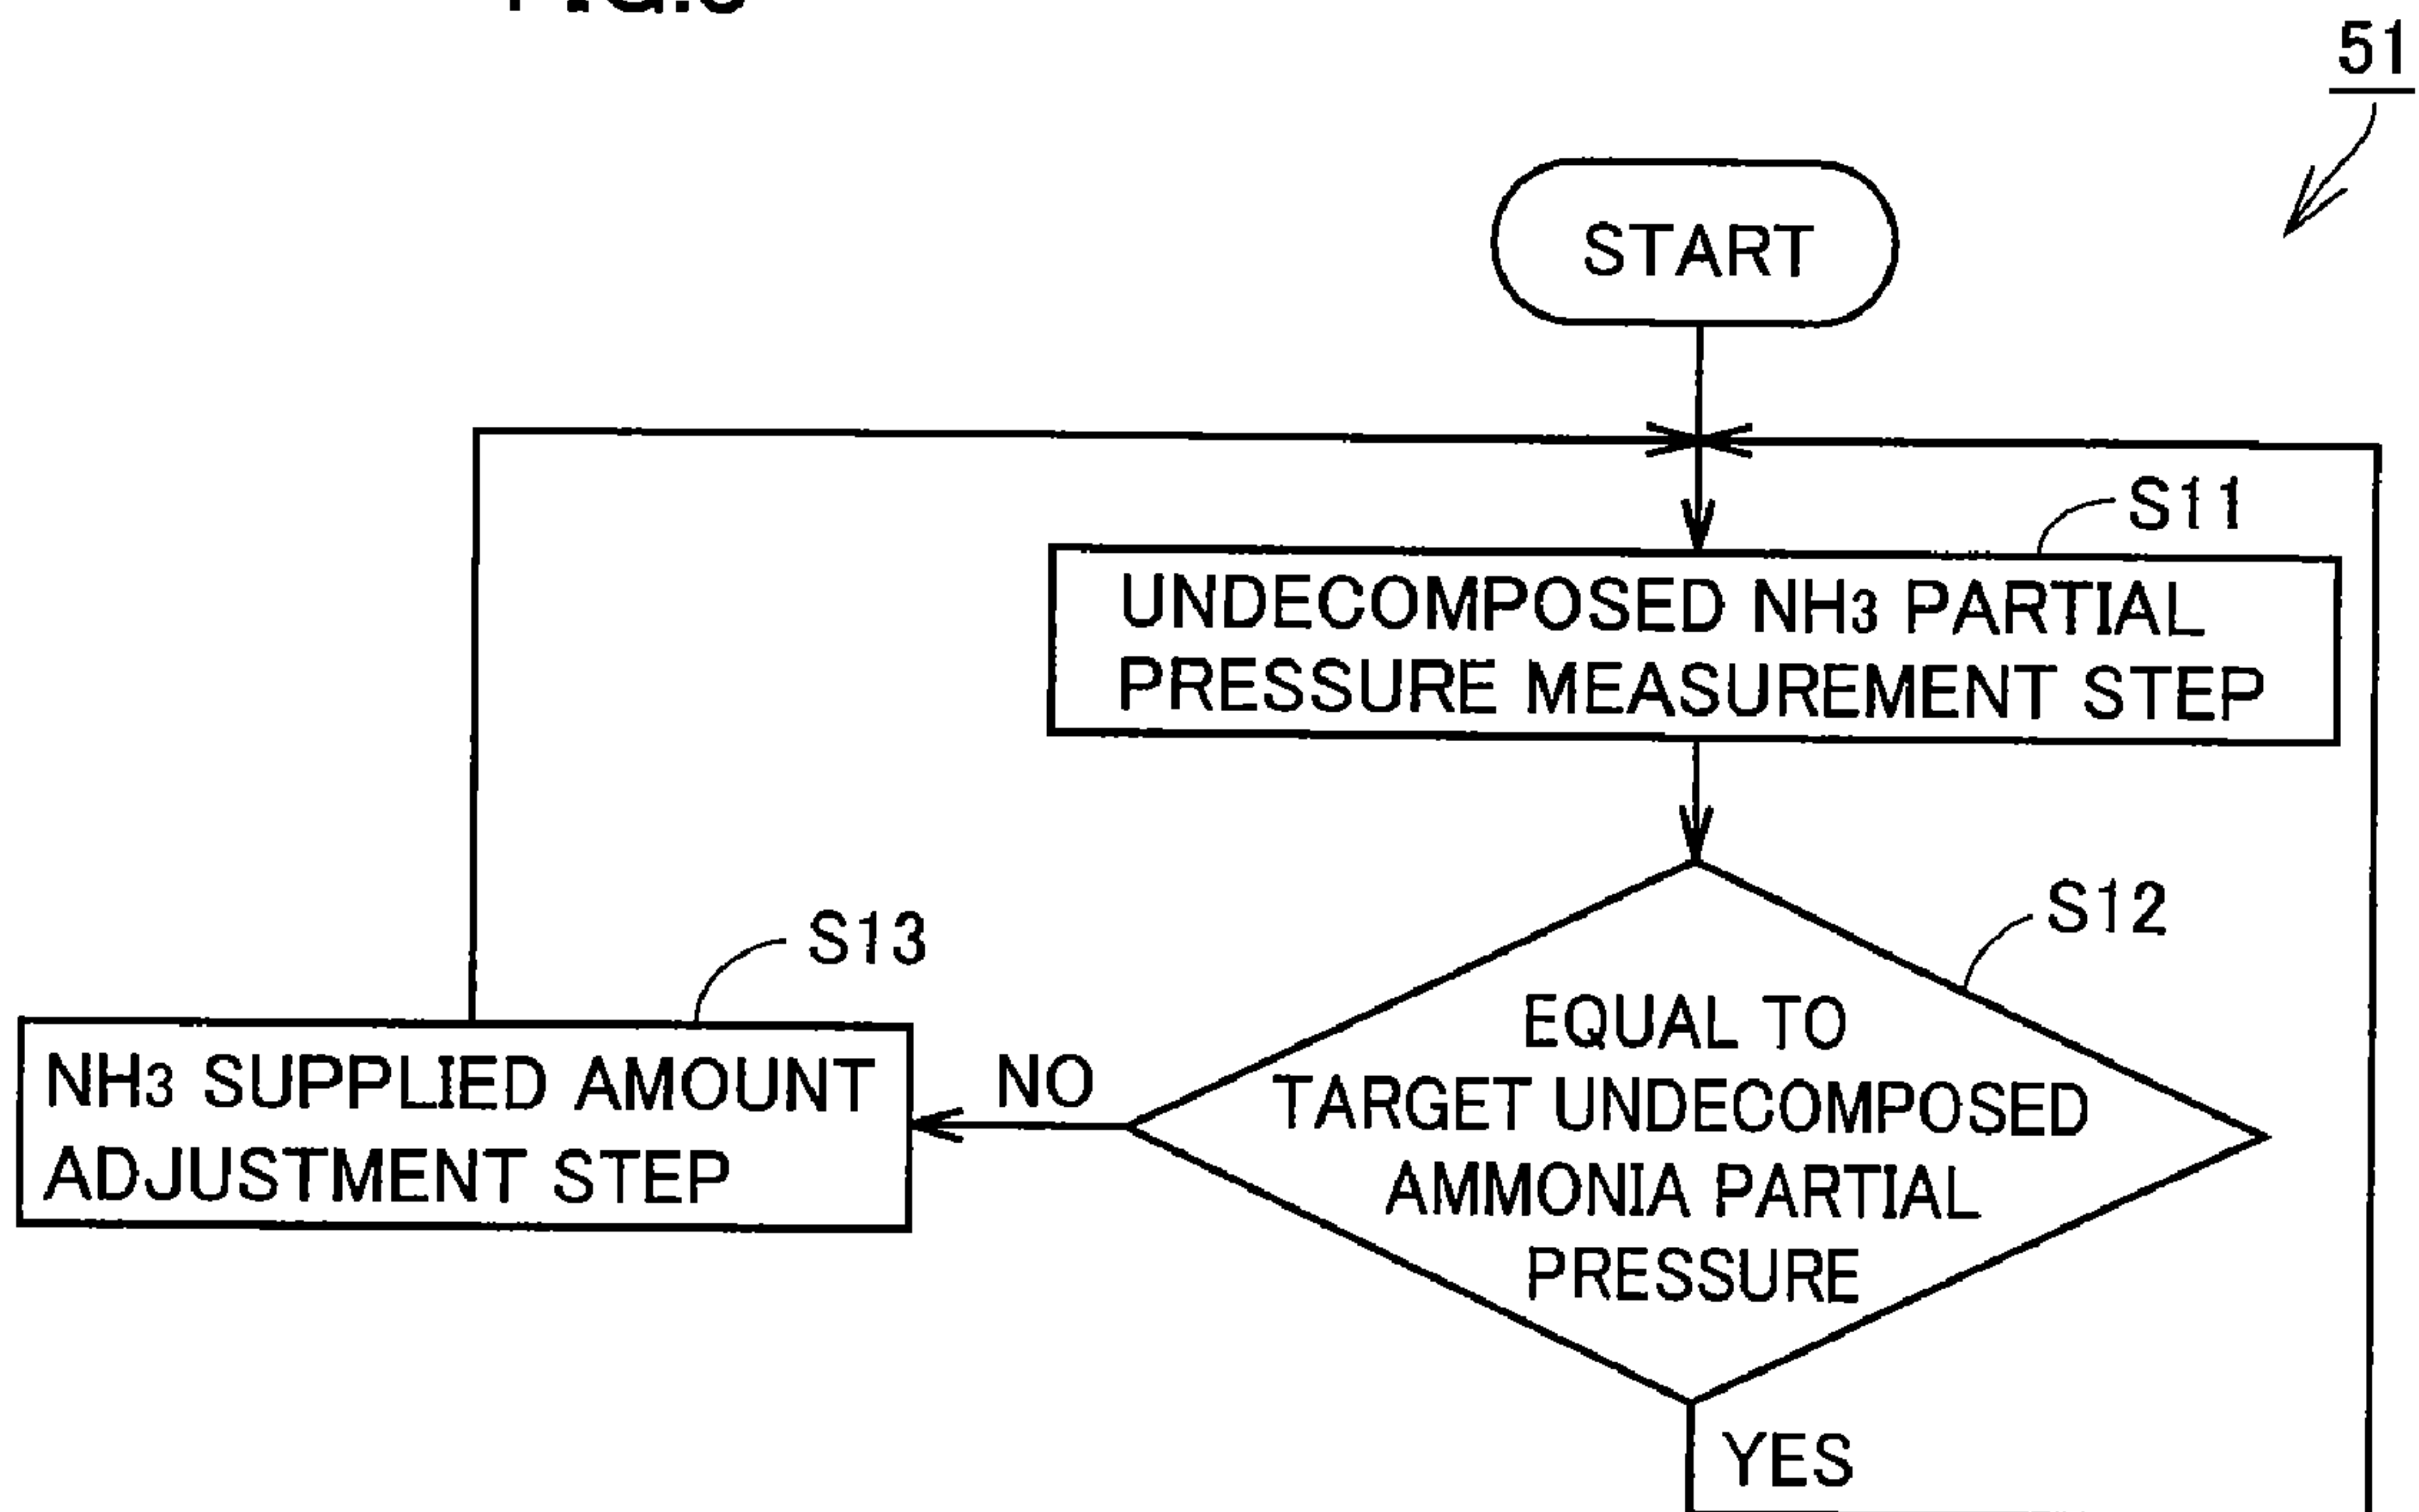 51
START
S11
UNDECOMPOSED NH3 PARTIAL
PRESSURE MEASUREMENT STEP
S12
S13
EQUAL TO
TARGET UNDECOMPOSED
AMMONIA PARTIAL
PRESSURE
NO
NH3 SUPPLIED AMOUNT
ADJUSTMENT STEP
YES